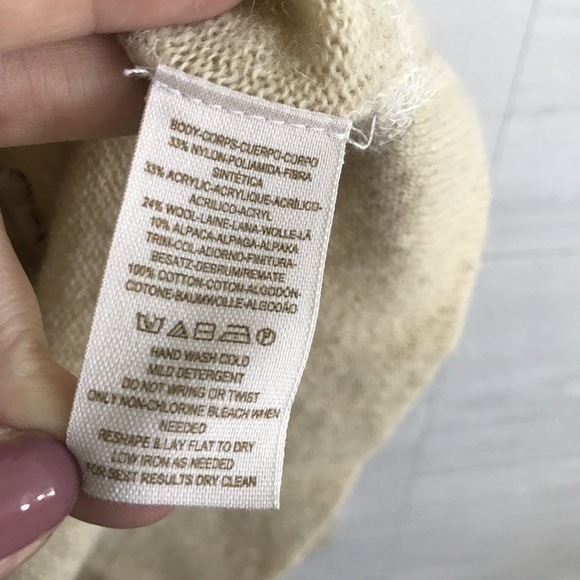 BODY-CORPS-CUERPO-CORPO
33% NYLON-POLIAMIDA-FIBRA
SINTETICA
33% ACRYLIC-ACRYLIQUE-ACRÍLICO-
ACRILICO-ACRYL
24% WOOL-LAINE-LANA-WOLLE-LÃ
10% ALPACA-ALPAGA-ALPAKA
TRIM-COL-ADORNO-FINITURA
BESATZ-DEBRUM/REMATE
100% COTTON-COTON-ALGODÓN-
COTONE-BAUMWOLLE-ALGODÃO
HAND WASH COLD
MILD DETERGENT
DO NOT WRING OR TWIST
ONLY NON-CHLORINE BLEACH WHEN
NEEDED
RESHAPE & LAY FLAT TO DRY
LOW IRON AS NEEDED
FOR BEST RESULTS DRY CLEAN